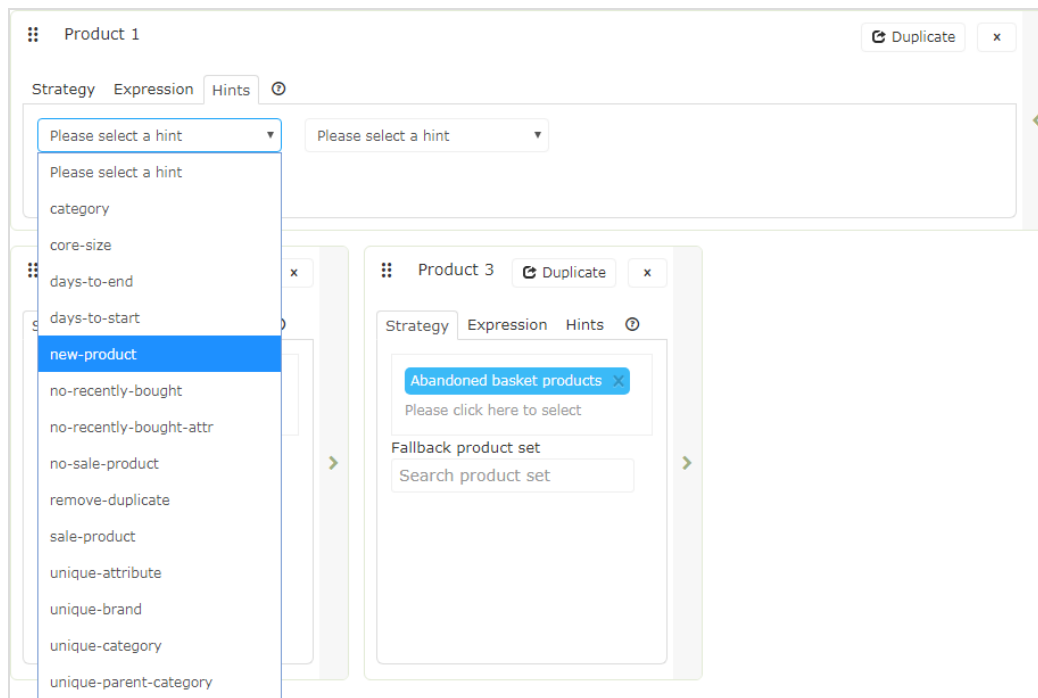 Product 1
Duplicate
x
Strategy Expression Hints ?
Please select a hint
Please select a hint
Please select a hint
category
core-size
days-to-end
days-to-start
new-product
no-recently-bought
no-recently-bought-attr
no-sale-product
remove-duplicate
sale-product
unique-attribute
unique-brand
unique-category
unique-parent-category
x
Product 3
Duplicate
x
Strategy Expression Hints ?
Abandoned basket products X
Please click here to select
Fallback product set
Search product set